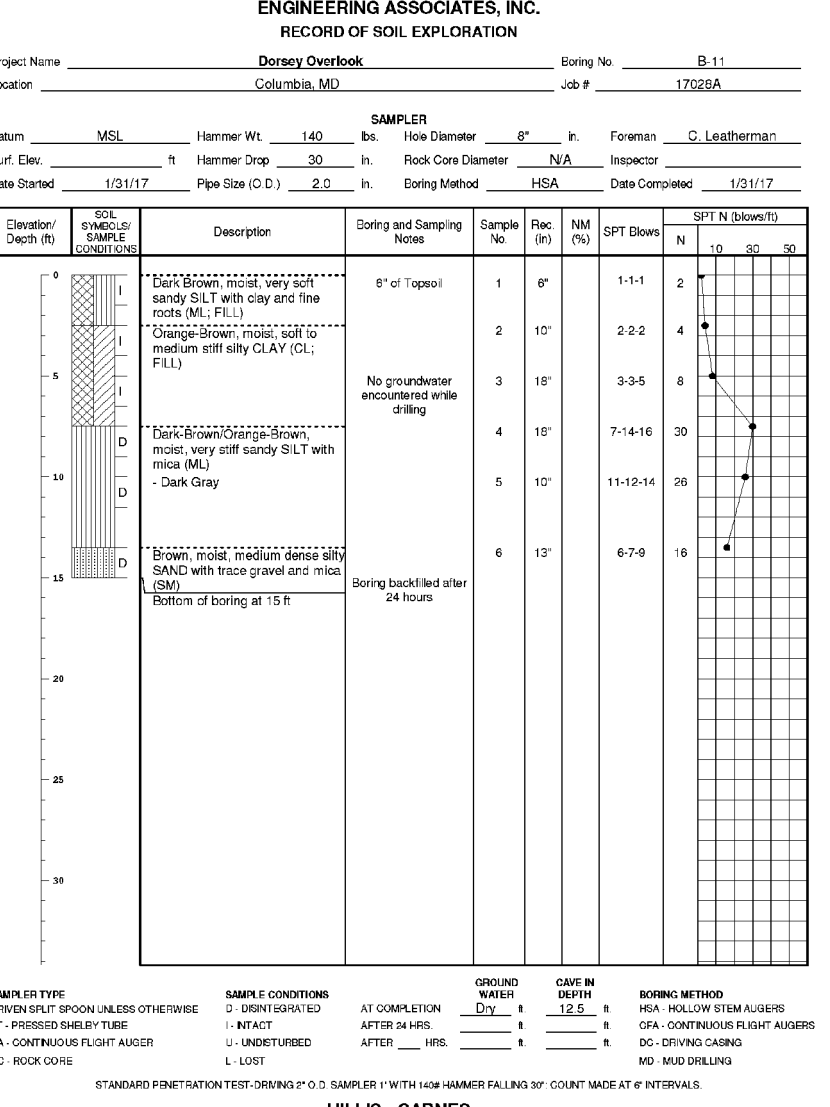 ENGINEERING ASSOCIATES, INC.
RECORD OF SOIL EXPLORATION
roject Name Dorsey Overlook Boring No. B-11
ocation Columbia, MD Job # 17028A
SAMPLER
atum MSL Hammer Wt. 140 lbs. Hole Diameter 8" in. Foreman C. Leatherman
urf. Elev. ft Hammer Drop 30 in. Rock Core Diameter N/A Inspector
ate Started 1/31/17 Pipe Size (O.D.) 2.0 in. Boring Method HSA Date Completed 1/31/17
Elevation/ Depth (ft) SOIL SYMBOLS/ SAMPLE CONDITIONS Description Boring and Sampling Notes Sample No. Rec. (in) NM (%) SPT Blows N SPT N (blows/ft)
10 30 50
0 I Dark Brown, moist, very soft 6" of Topsoil 1 6" 1-1-1 2
sandy SILT with clay and fine
roots (ML; FILL)
I Orange-Brown, moist, soft to 2 10" 2-2-2 4
medium stiff silty CLAY (CL;
FILL)
5 I No groundwater 3 18" 3-3-5 8
encountered while
drilling
D Dark-Brown/Orange-Brown, 4 18" 7-14-16 30
moist, very stiff sandy SILT with
mica (ML)
10 D - Dark Gray 5 10" 11-12-14 26
D Brown, moist, medium dense silty 6 13" 6-7-9 16
SAND with trace gravel and mica
15 (SM) Boring backfilled after
Bottom of boring at 15 ft 24 hours
20
25
30
GROUND CAVE IN
AMPLER TYPE SAMPLE CONDITIONS WATER DEPTH BORING METHOD
RIVEN SPLIT SPOON UNLESS OTHERWISE D - DISINTEGRATED AT COMPLETION Dry ft. 12.5 ft. HSA - HOLLOW STEM AUGERS
T - PRESSED SHELBY TUBE I - INTACT AFTER 24 HRS. ft. ft. CFA - CONTINUOUS FLIGHT AUGERS
A - CONTINUOUS FLIGHT AUGER U - UNDISTURBED AFTER HRS. ft. ft. DC - DRIVING CASING
C - ROCK CORE L - LOST MD - MUD DRILLING
STANDARD PENETRATION TEST-DRIVING 2" O.D. SAMPLER 1' WITH 140# HAMMER FALLING 30": COUNT MADE AT 6" INTERVALS.